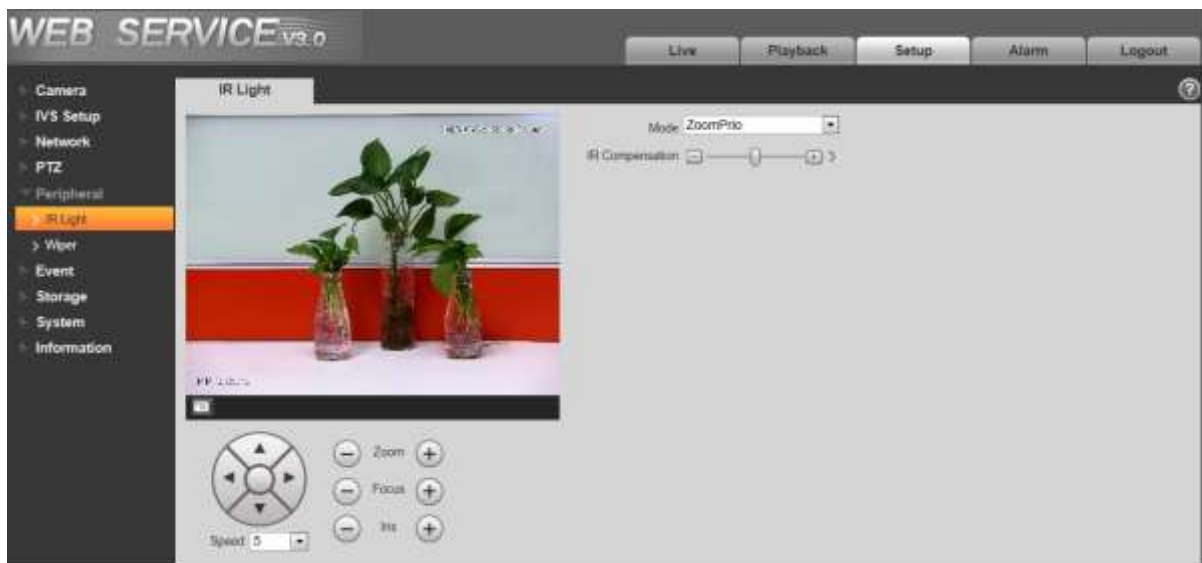 WEB SERVICE V3.0
Live Playback Setup Alarm Logout
Camera
IVS Setup
Network
PTZ
Peripheral
IR Light
Wiper
Event
Storage
System
Information
IR Light
Mode ZoomPrio
IR Compensation
Zoom
Focus
Iris
Speed 5